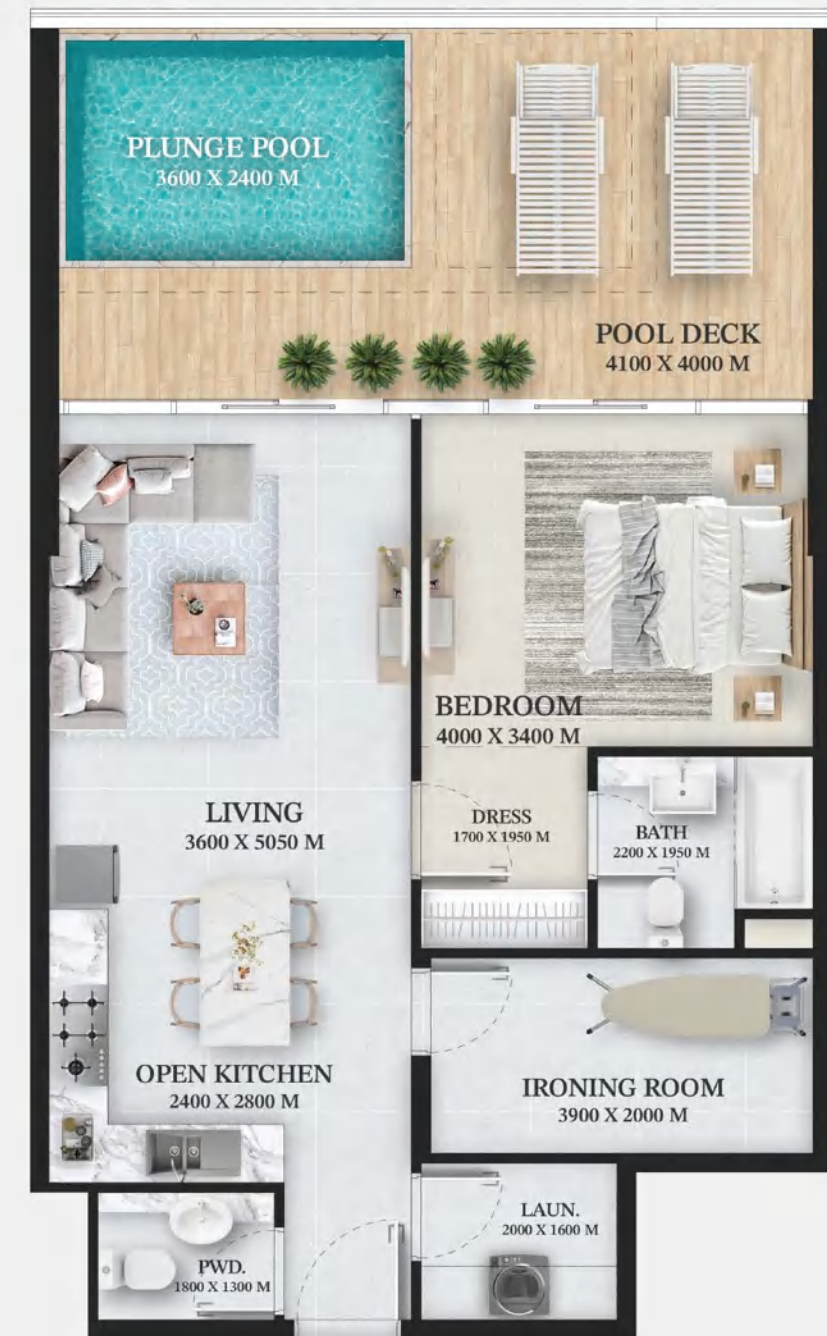 PLUNGE POOL
3600 X 2400 M
POOL DECK
4100 X 4000 M
BEDROOM
4000 X 3400 M
LIVING
3600 X 5050 M
DRESS
1700 X 1950 M
BATH
2200 X 1950 M
OPEN KITCHEN
2400 X 2800 M
IRONING ROOM
3900 X 2000 M
LAUN.
2000 X 1600 M
PWD.
1800 X 1300 M